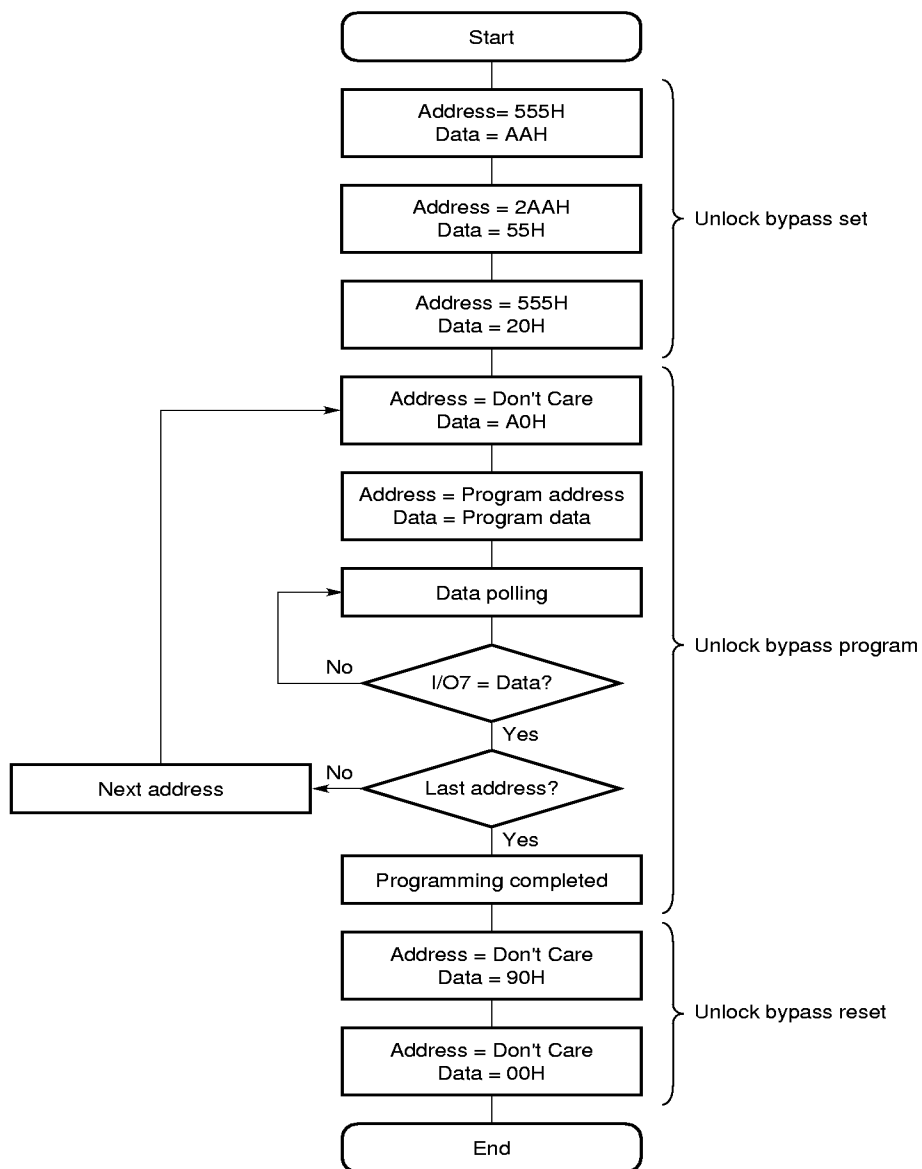 Start
Address= 555H
Data = AAH
Address = 2AAH
Data = 55H
Unlock bypass set
Address = 555H
Data = 20H
Address = Don't Care
Data = A0H
Address = Program address
Data = Program data
Data polling
Unlock bypass program
No
I/O7 = Data?
Yes
Next address
No
Last address?
Yes
Programming completed
Address = Don't Care
Data = 90H
Unlock bypass reset
Address = Don't Care
Data = 00H
End